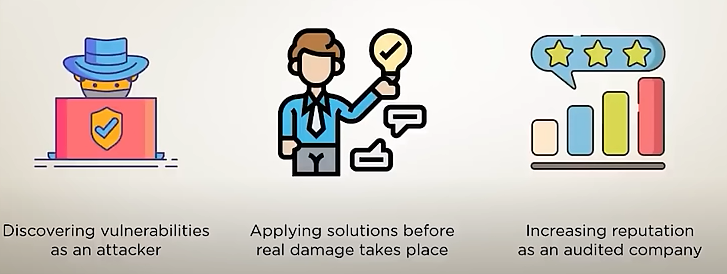 Discovering vulnerabilities
as an attacker
Applying solutions before
real damage takes place
Increasing reputation
as an audited company